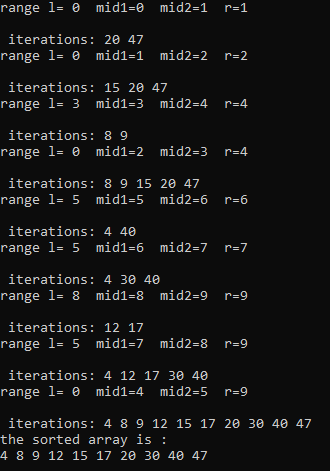 range l= 0  mid1=0  mid2=1  r=1
iterations: 20 47
range l= 0  mid1=1  mid2=2  r=2
iterations: 15 20 47
range l= 3  mid1=3  mid2=4  r=4
iterations: 8 9
range l= 0  mid1=2  mid2=3  r=4
iterations: 8 9 15 20 47
range l= 5  mid1=5  mid2=6  r=6
iterations: 4 40
range l= 5  mid1=6  mid2=7  r=7
iterations: 4 30 40
range l= 8  mid1=8  mid2=9  r=9
iterations: 12 17
range l= 5  mid1=7  mid2=8  r=9
iterations: 4 12 17 30 40
range l= 0  mid1=4  mid2=5  r=9
iterations: 4 8 9 12 15 17 20 30 40 47
the sorted array is :
4 8 9 12 15 17 20 30 40 47